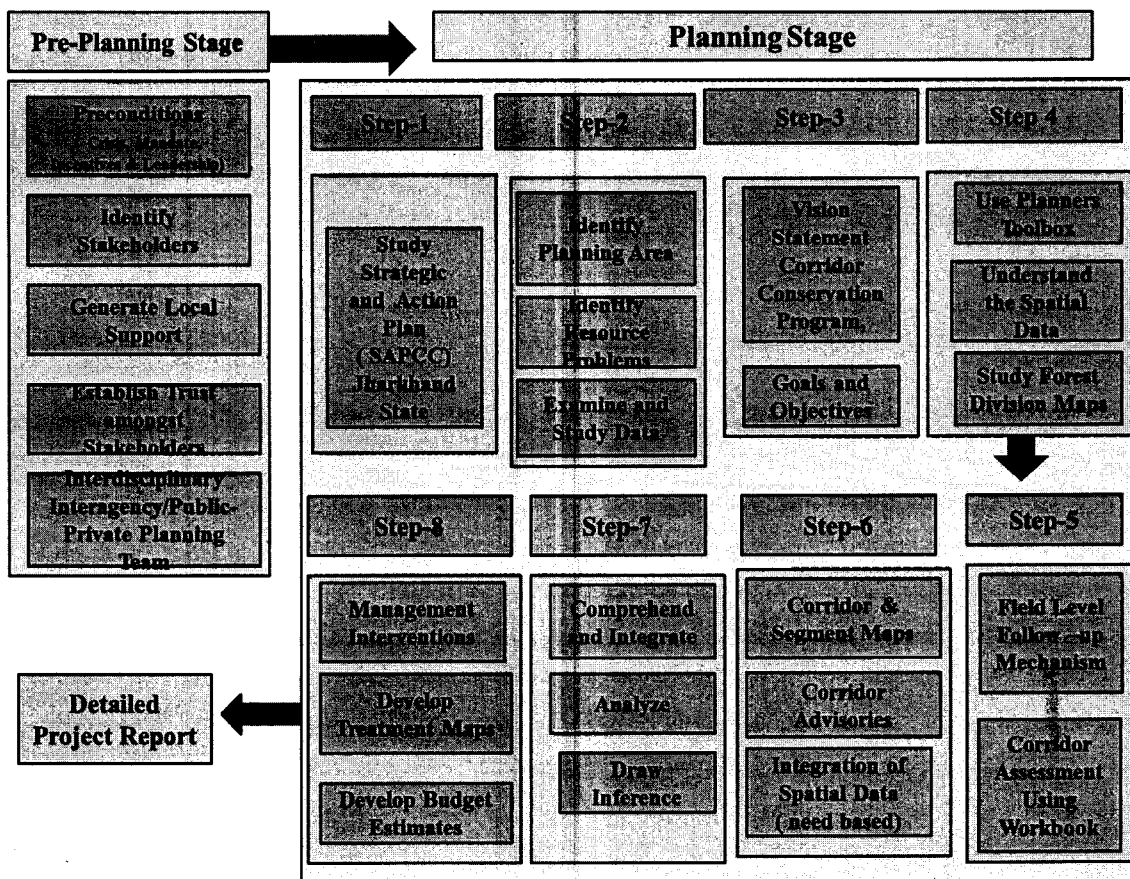 Pre-Planning Stage
Planning Stage
Preconditions
( Crisis, Mandate,
Incentives & Leadership)
Identify
Stakeholders
Generate Local
Support
Establish Trust
amongst
Stakeholders
Interdisciplinary
Interagency/Public-
Private Planning
Team
Step-1
Study
Strategic
and Action
Plan
( SAPCC)
Jharkhand
State
Step-2
Identify
Planning Area
Identify
Resource
Problems
Examine and
Study Data
Step-3
Vision
Statement
Corridor
Conservation
Program,
Goals and
Objectives
Step 4
Use Planners
Toolbox
Understand
the Spatial
Data
Study Forest
Division Maps
Step-5
Field Level
Follow-up
Mechanism
Corridor
Assessment
Using
Workbook
Step-6
Corridor &
Segment Maps
Corridor
Advisories
Integration of
Spatial Data
( need based)
Step-7
Comprehend
and Integrate
Analyze
Draw
Inference
Step-8
Management
Interventions
Develop
Treatment Maps
Develop Budget
Estimates
Detailed
Project Report